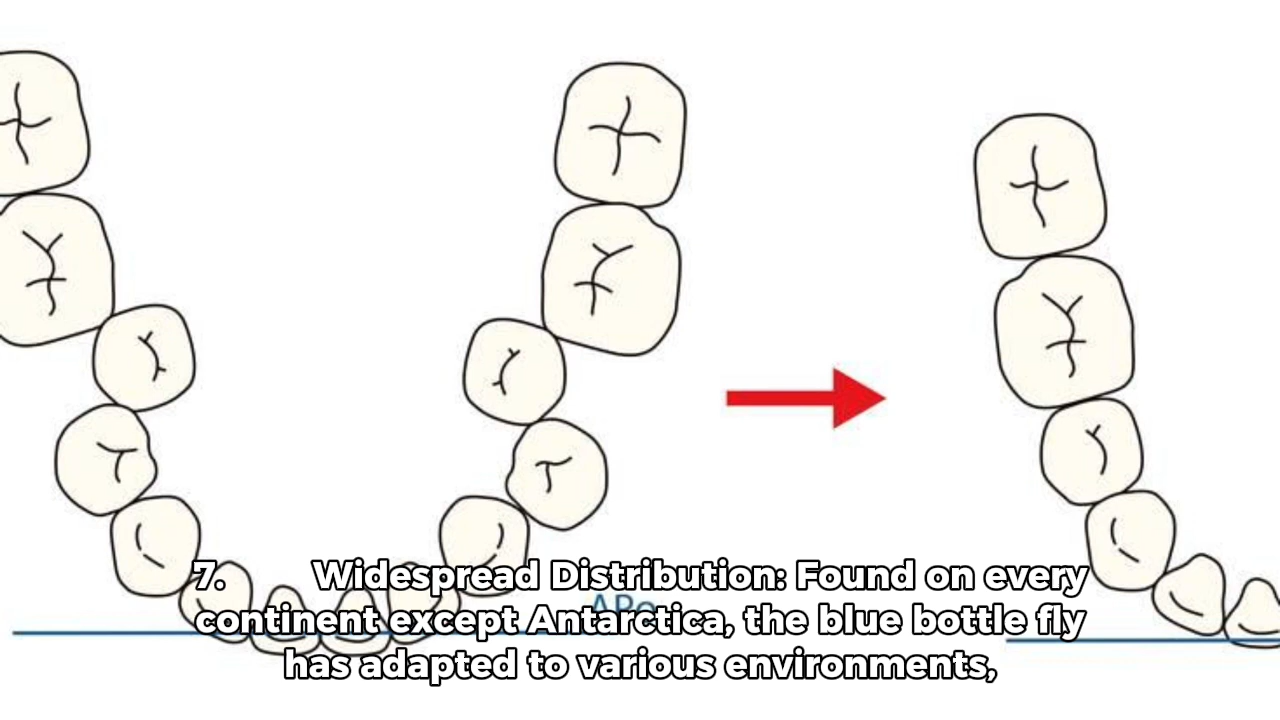 7. Widespread Distribution: Found on every
continent except Antarctica, the blue bottle fly
has adapted to various environments,